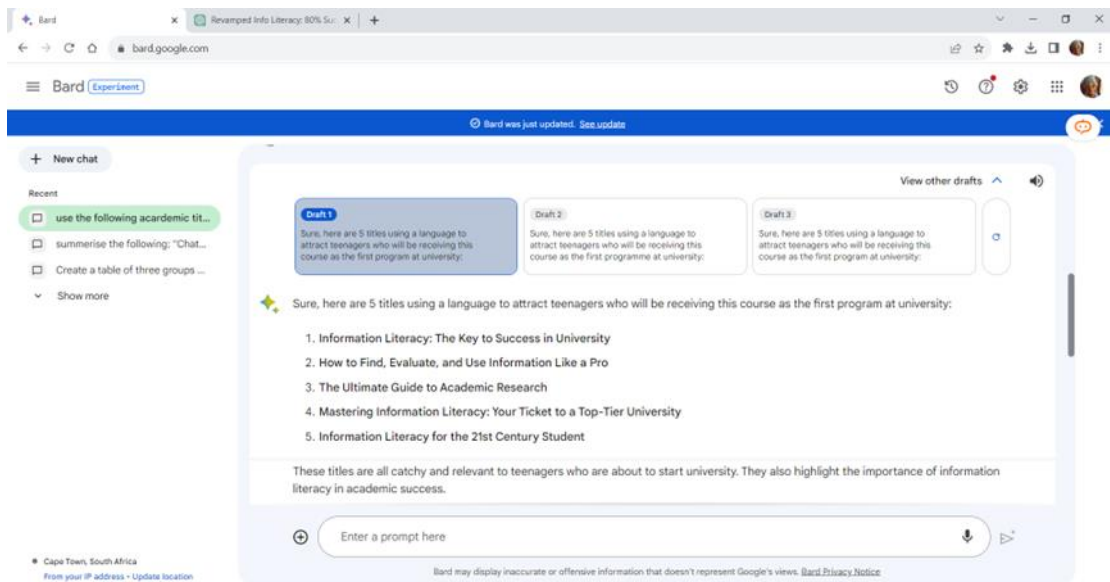 Bard
Revamped Info Literacy: 80% Su
bard.google.com
Bard Experiment
Bard was just updated. See update
New chat
Recent
use the following acardemic tit...
summerise the following: "Chat...
Create a table of three groups ...
Show more
View other drafts
Draft 1
Sure, here are 5 titles using a language to
attract teenagers who will be receiving this
course as the first program at university:
Draft 2
Sure, here are 5 titles using a language to
attract teenagers who will be receiving this
course as the first programme at university:
Draft 3
Sure, here are 5 titles using a language to
attract teenagers who will be receiving this
course as the first program at university:
Sure, here are 5 titles using a language to attract teenagers who will be receiving this course as the first program at university:
1. Information Literacy: The Key to Success in University
2. How to Find, Evaluate, and Use Information Like a Pro
3. The Ultimate Guide to Academic Research
4. Mastering Information Literacy: Your Ticket to a Top-Tier University
5. Information Literacy for the 21st Century Student
These titles are all catchy and relevant to teenagers who are about to start university. They also highlight the importance of information
literacy in academic success.
Enter a prompt here
Cape Town, South Africa
From your IP address • Update location
Bard may display inaccurate or offensive information that doesn't represent Google's views. Bard Privacy Notice